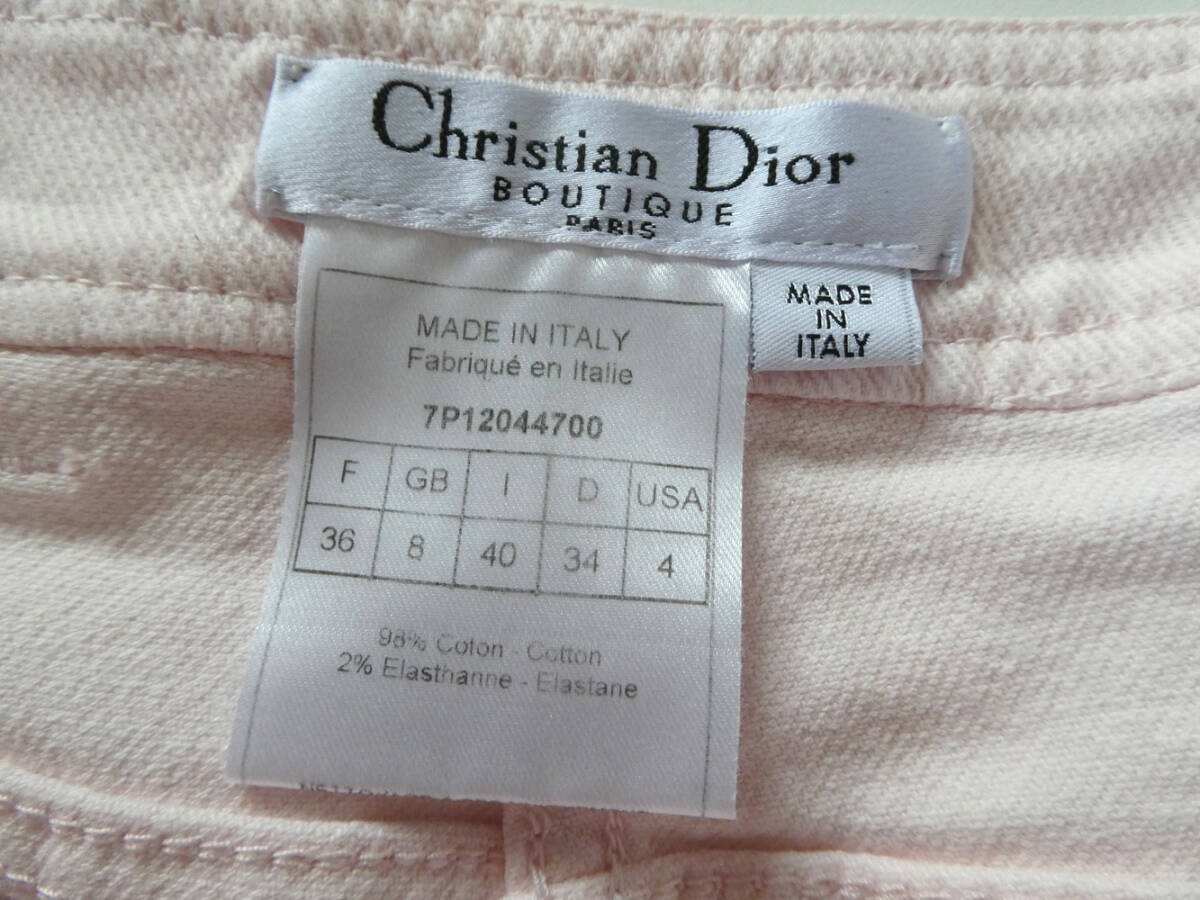 Christian Dior
BOUTIQUE
PARIS
MADE
IN
ITALY
MADE IN ITALY
Fabriqué en Italie
7P12044700
F GB I D USA
36 8 40 34 4
98% Coton - Cotton
2% Elasthanne - Elastane